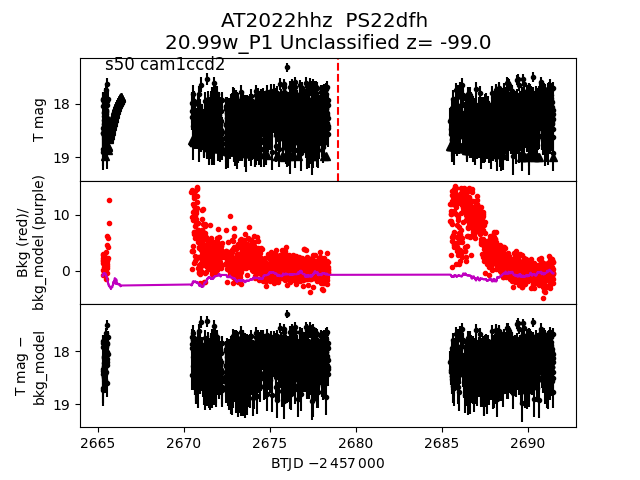 AT2022hhz  PS22dfh
20.99w_P1 Unclassified z= -99.0
s50 cam1ccd2
T mag
18
19
Bkg (red)/
bkg_model (purple)
10
0
T mag −
bkg_model
18
19
2665 2670 2675 2680 2685 2690
BTJD −2 457 000